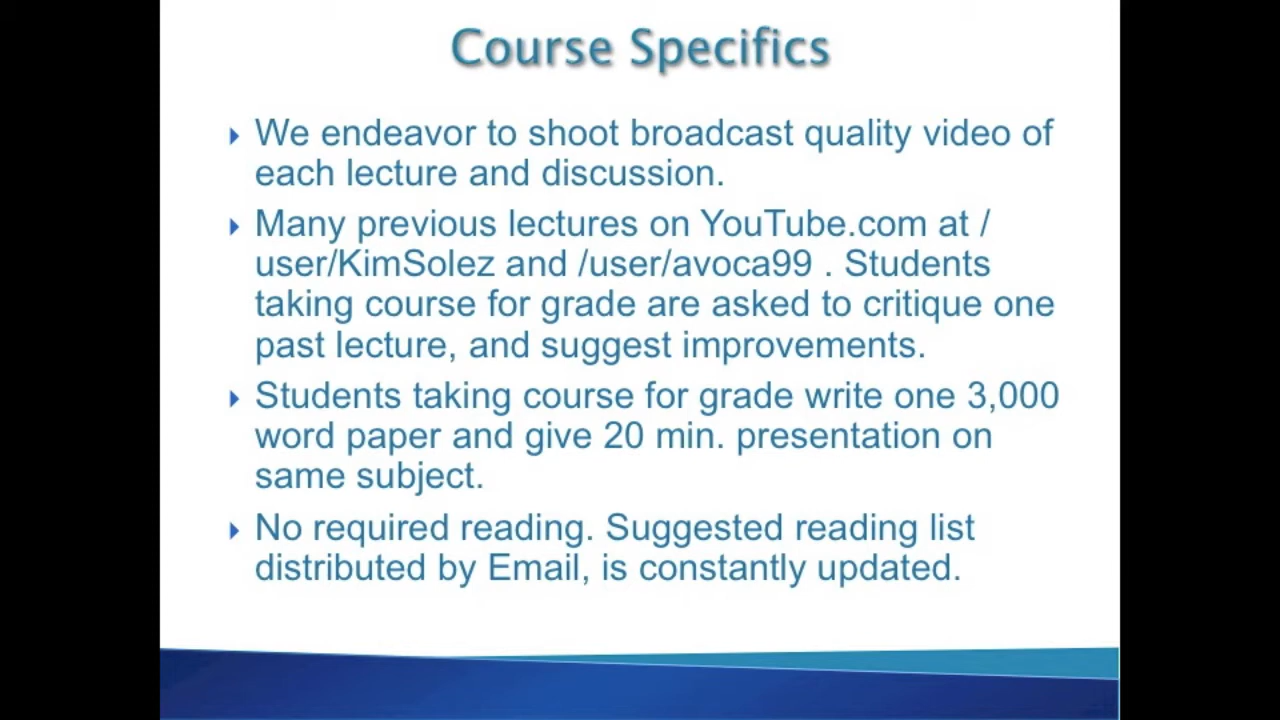 Course Specifics
We endeavor to shoot broadcast quality video of
each lecture and discussion.
Many previous lectures on YouTube.com at /
user/KimSolez and /user/avoca99 . Students
taking course for grade are asked to critique one
past lecture, and suggest improvements.
Students taking course for grade write one 3,000
word paper and give 20 min. presentation on
same subject.
No required reading. Suggested reading list
distributed by Email, is constantly updated.